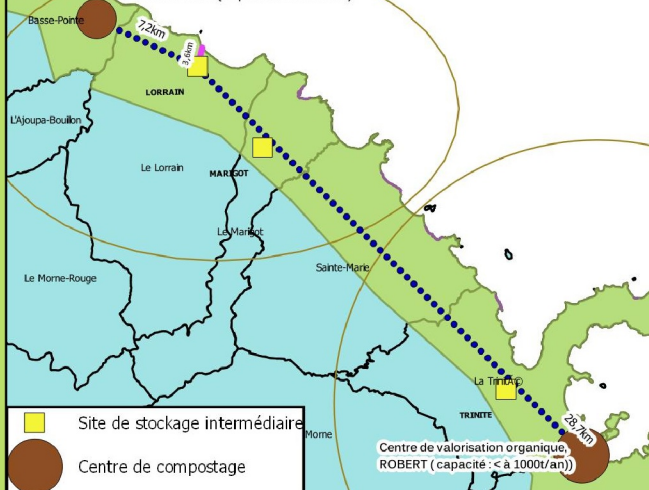 Basse-Pointe
7,2km
3,6km
LORRAIN
L'Ajoupa-Bouillon
Le Lorrain
MARIGOT
Le Marigot
Sainte-Marie
Le Morne-Rouge
La TrinitÃ©
TRINITE
28,7km
Site de stockage intermédiaire
Morne
Centre de valorisation organique,
ROBERT ( capacité : < à 1000t/an))
Centre de compostage